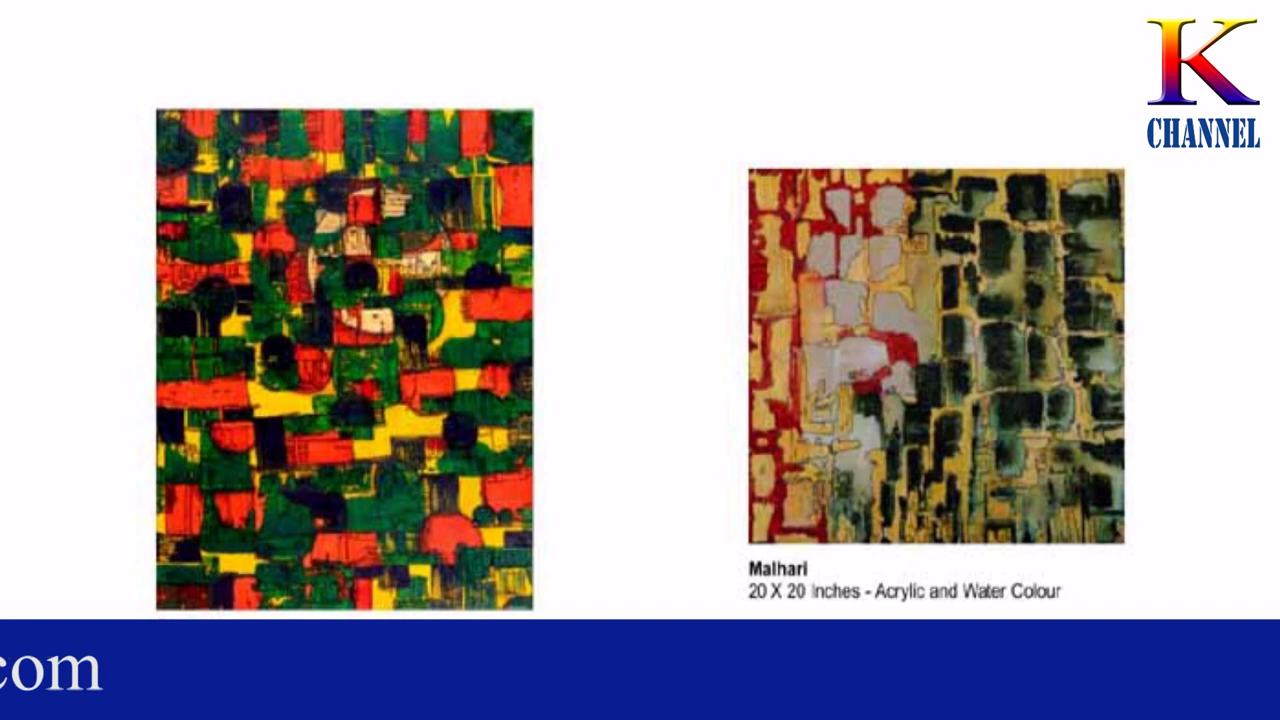 K
CHANNEL
Malhari
20 X 20 Inches - Acrylic and Water Colour
com